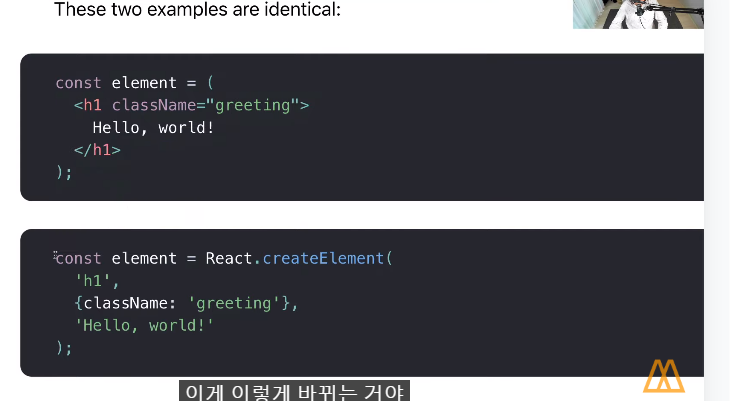 These two examples are identical:
const element = (
<h1 className="greeting">
Hello, world!
</h1>
);
const element = React.createElement(
'h1',
{className: 'greeting'},
'Hello, world!'
);
이게 이렇게 바뀌는 거야